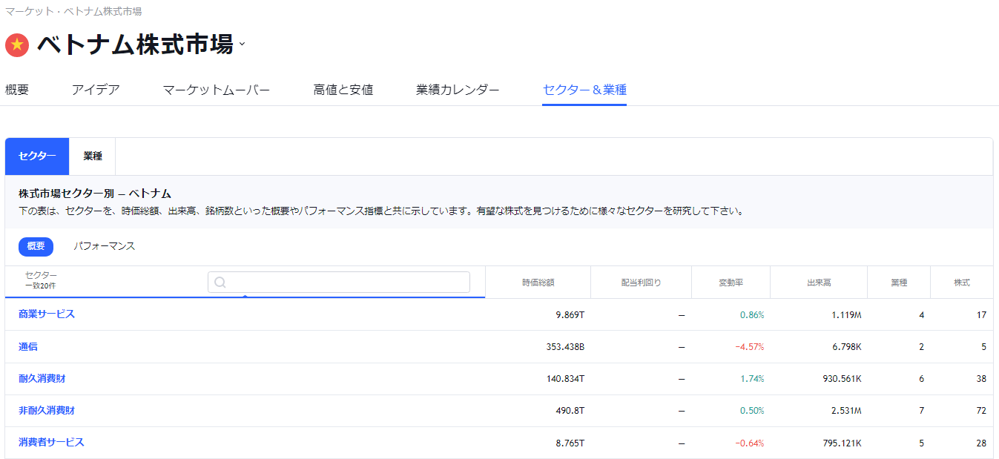 マーケット・ベトナム株式市場
ベトナム株式市場
概要 アイデア マーケットムーバー 高値と安値 業績カレンダー セクター＆業種
セクター 業種
株式市場セクター別 — ベトナム
下の表は、セクターを、時価総額、出来高、銘柄数といった概要やパフォーマンス指標と共に示しています。有望な株式を見つけるために様々なセクターを研究して下さい。
概要 パフォーマンス
セクター 時価総額 配当利回り 変動率 出来高 業種 株式
一致20件
商業サービス 9.869T — 0.86% 1.119M 4 17
通信 353.438B — −4.57% 6.798K 2 5
耐久消費財 140.834T — 1.74% 930.561K 6 38
非耐久消費財 490.8T — 0.50% 2.531M 7 72
消費者サービス 8.765T — −0.64% 795.121K 5 28